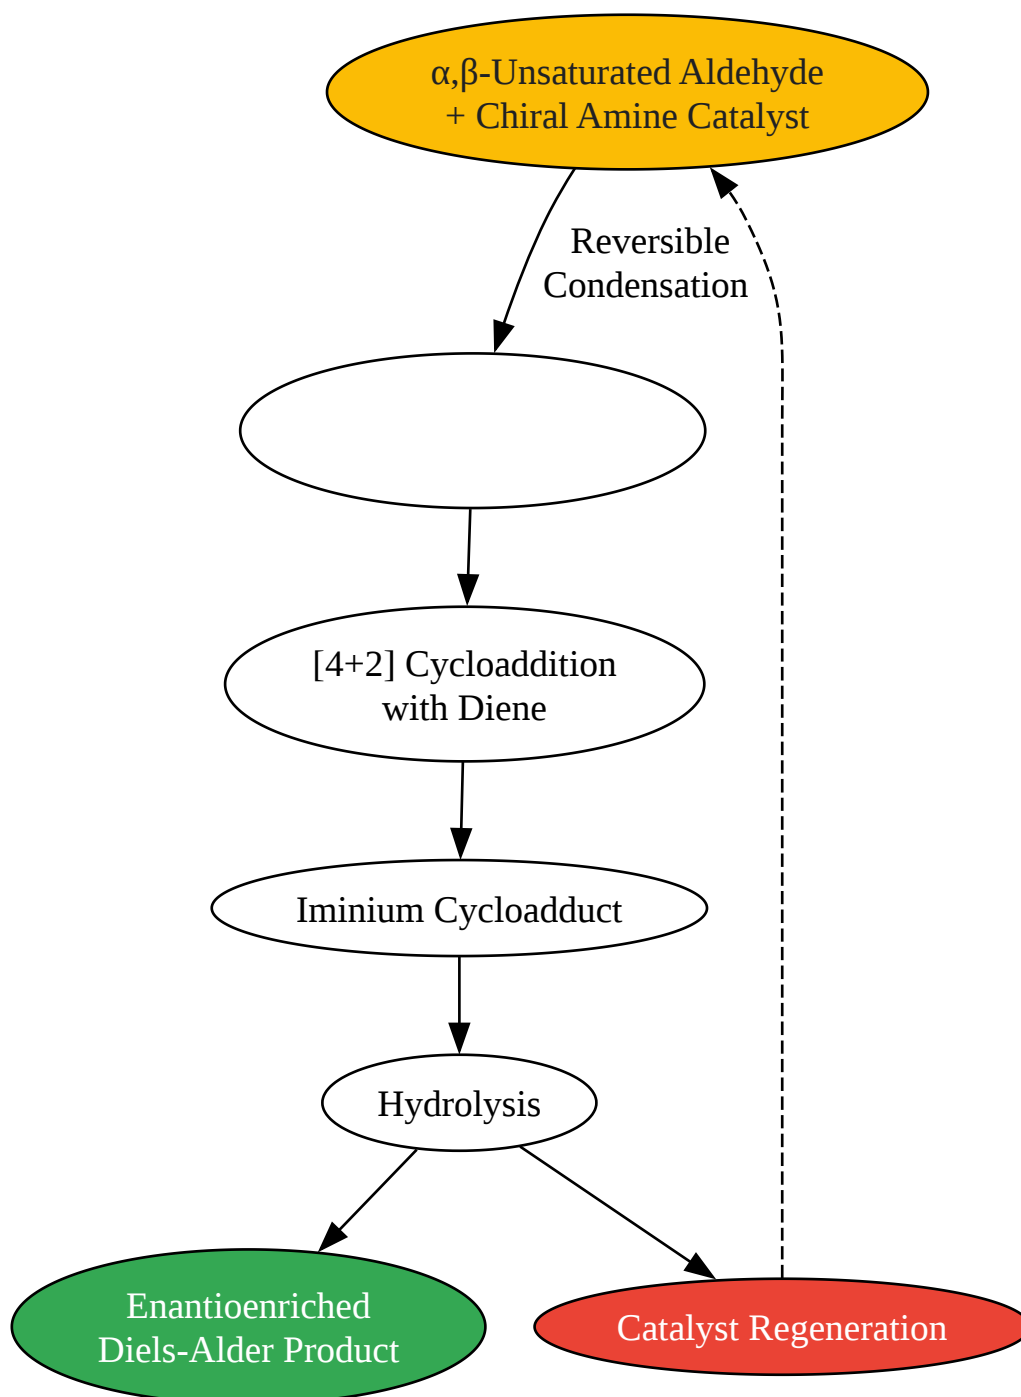 α,β-Unsaturated Aldehyde
+ Chiral Amine Catalyst
Reversible
Condensation
[4+2] Cycloaddition
with Diene
Iminium Cycloadduct
Hydrolysis
Enantioenriched
Diels-Alder Product
Catalyst Regeneration